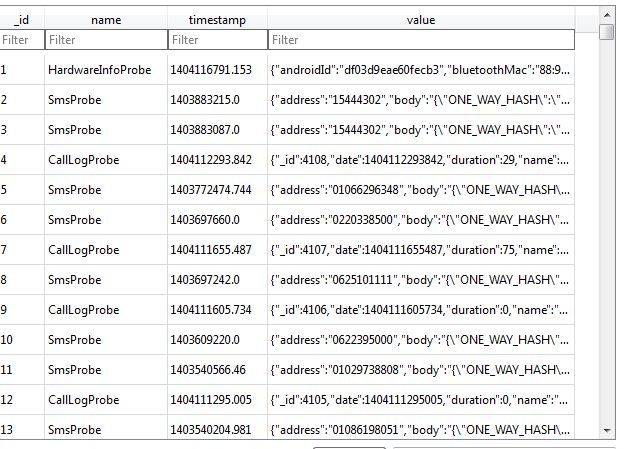 _id name timestamp value
Filter Filter Filter Filter
1 HardwareInfoProbe 1404116791.153 {"androidId":"df03d9eae60fecb3","bluetoothMac":"88:9...
2 SmsProbe 1403883215.0 {"address":"15444302","body":"{\"ONE_WAY_HASH\":\"...
3 SmsProbe 1403883087.0 {"address":"15444302","body":"{\"ONE_WAY_HASH\":\"...
4 CallLogProbe 1404112293.842 {"_id":4108,"date":1404112293842,"duration":29,"name":...
5 SmsProbe 1403772474.744 {"address":"01066296348","body":"{\"ONE_WAY_HASH\...
6 SmsProbe 1403697660.0 {"address":"0220338500","body":"{\"ONE_WAY_HASH\"...
7 CallLogProbe 1404111655.487 {"_id":4107,"date":1404111655487,"duration":75,"name":...
8 SmsProbe 1403697242.0 {"address":"0625101111","body":"{\"ONE_WAY_HASH\"...
9 CallLogProbe 1404111605.734 {"_id":4106,"date":1404111605734,"duration":0,"name":"...
10 SmsProbe 1403609220.0 {"address":"0622395000","body":"{\"ONE_WAY_HASH\"...
11 SmsProbe 1403540566.46 {"address":"01029738808","body":"{\"ONE_WAY_HASH\...
12 CallLogProbe 1404111295.005 {"_id":4105,"date":1404111295005,"duration":0,"name":"...
13 SmsProbe 1403540204.981 {"address":"01086198051","body":"{\"ONE_WAY_HASH\...